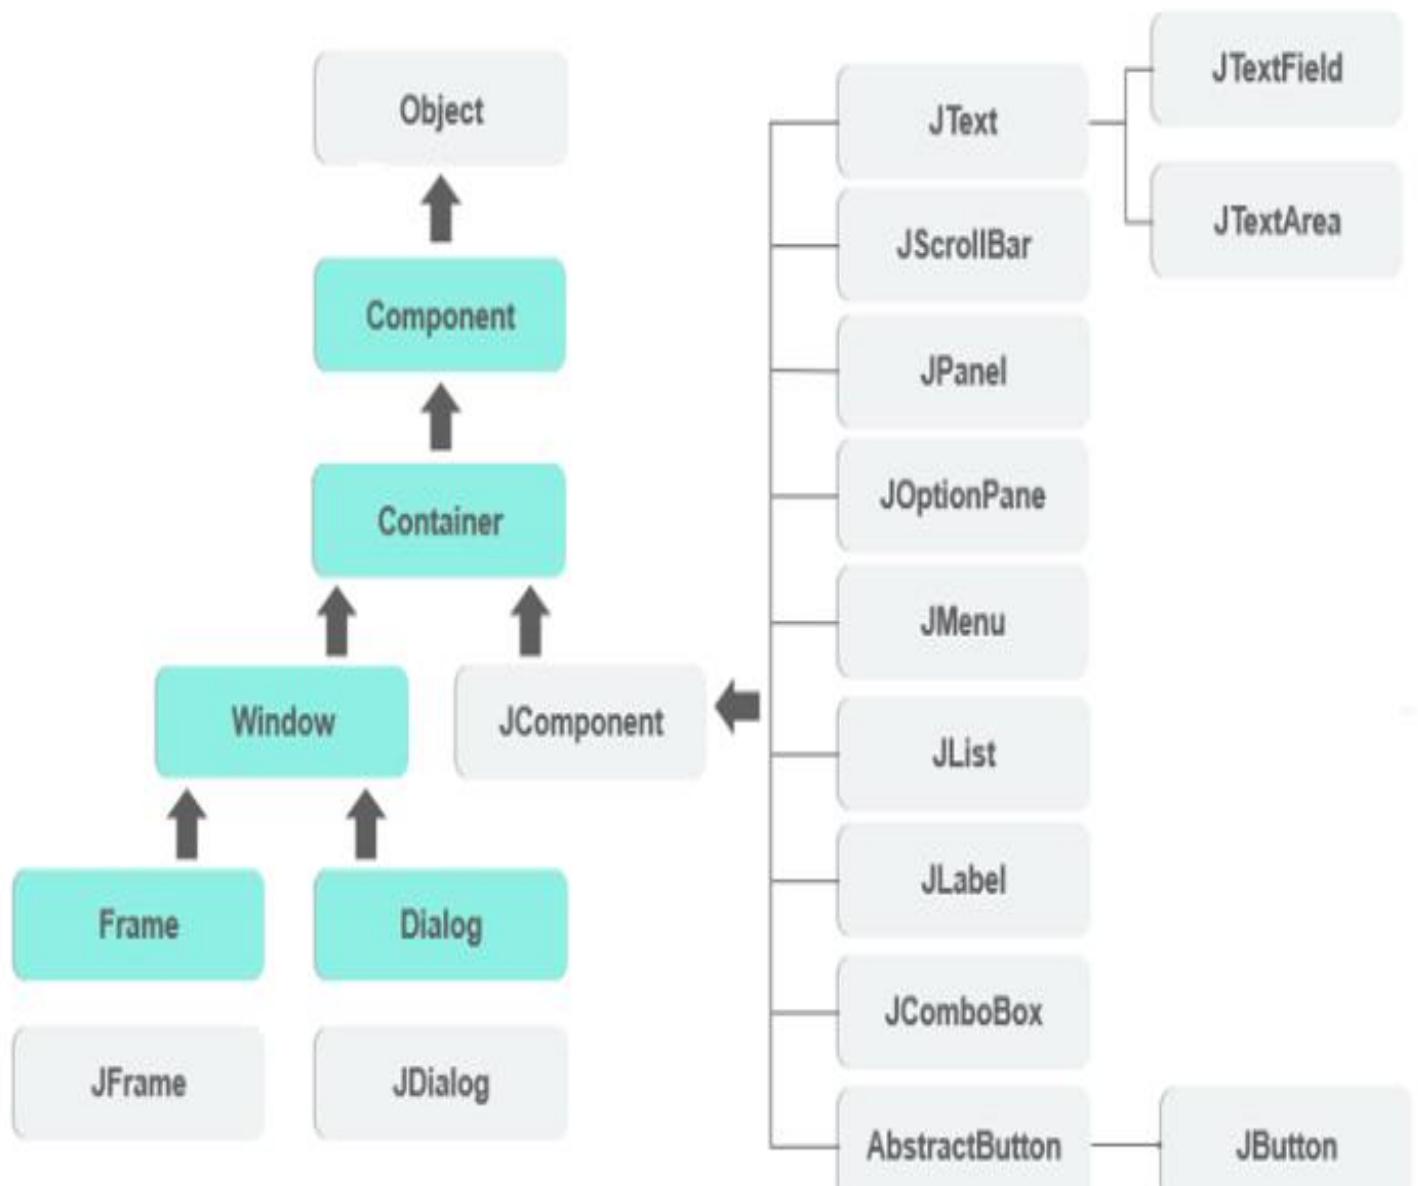 Object
Component
Container
Window
JComponent
Frame
Dialog
JFrame
JDialog
JText
JScrollBar
JPanel
JOptionPane
JMenu
JList
JLabel
JComboBox
AbstractButton
JTextField
JTextArea
JButton